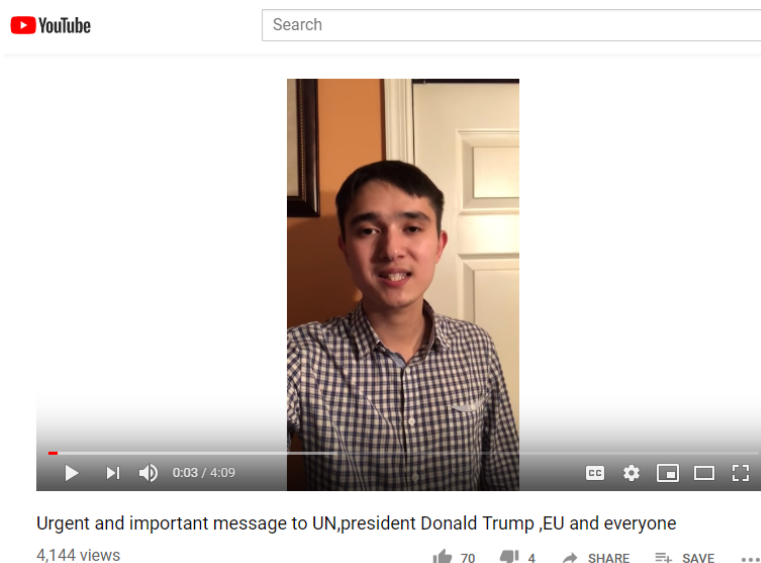 YouTube
Search
0:03 / 4:09
CC
Urgent and important message to UN,president Donald Trump ,EU and everyone
4,144 views
70
4
SHARE
SAVE